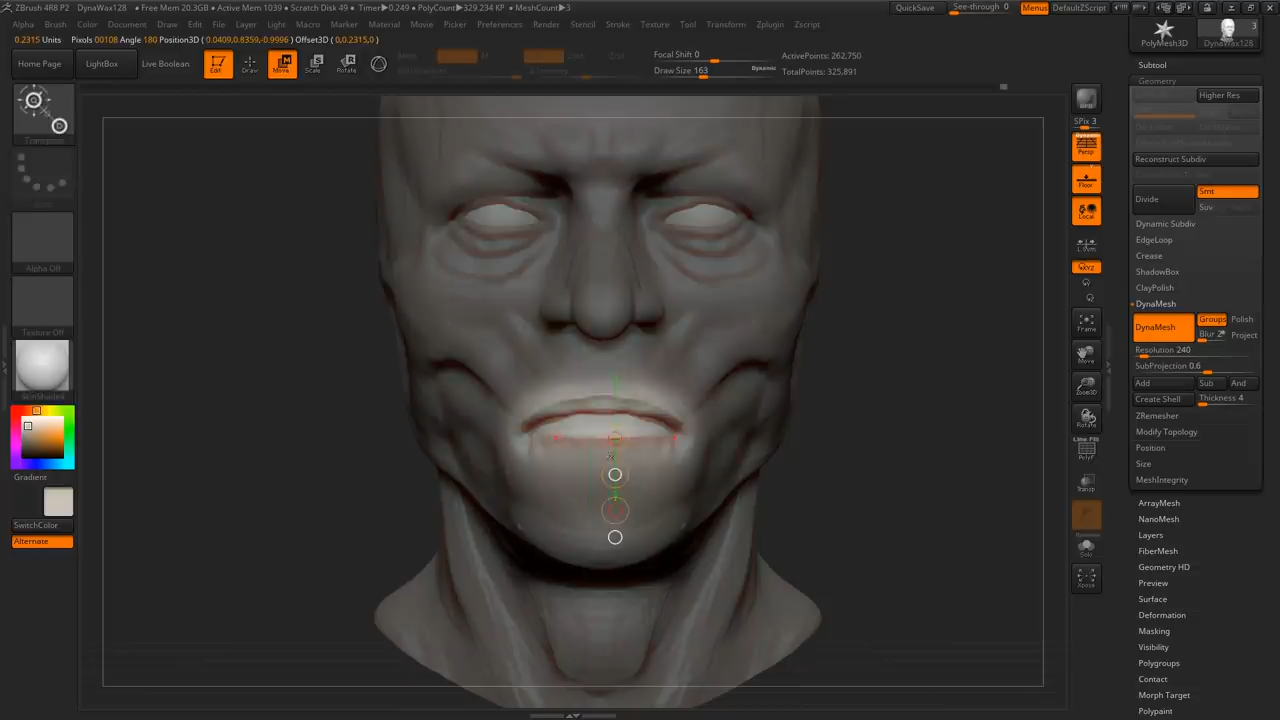 ZBrush 4R8 P2 DynaWax128 ● Free Mem 20.3GB ● Active Mem 1039 ● Scratch Disk 49 ● Timer▶0.249 ● PolyCount▶329.234 KP ● MeshCount▶3 QuickSave See-through 0 Menus DefaultZScript
Alpha Brush Color Document Draw Edit File Layer Light Macro Marker Material Movie Picker Preferences Render Stencil Stroke Texture Tool Transform Zplugin Zscript
0.2315 Units Pixels 00108 Angle 180 Position3D ( 0.0409,0.8359,-0.9996 ) Offset3D ( 0,0.2315,0 )
PolyMesh3D DynaWax128 3
Home Page LightBox Live Boolean Edit Draw Move Scale Rotate
Focal Shift 0
Draw Size 163 Dynamic
ActivePoints: 262,750
TotalPoints: 325,891
Subtool
Geometry
Higher Res
Reconstruct Subdiv
Divide Smt
Suv
Dynamic Subdiv
EdgeLoop
Crease
ShadowBox
ClayPolish
DynaMesh
DynaMesh Groups Polish
Blur 2 Project
Resolution 240
SubProjection 0.6
Add Sub And
Create Shell Thickness 4
ZRemesher
Modify Topology
Position
Size
MeshIntegrity
ArrayMesh
NanoMesh
Layers
FiberMesh
Geometry HD
Preview
Surface
Deformation
Masking
Visibility
Polygroups
Contact
Morph Target
Polypaint
Transpose
Alpha Off
Texture Off
SkinShade4
Gradient
SwitchColor
Alternate
BPR
SPix 3
Dynamic
Persp
Floor
Local
L.Sym
XYZ
Frame
Move
Zoom3D
Rotate
Line Fill
PolyF
Transp
Solo
Xpose